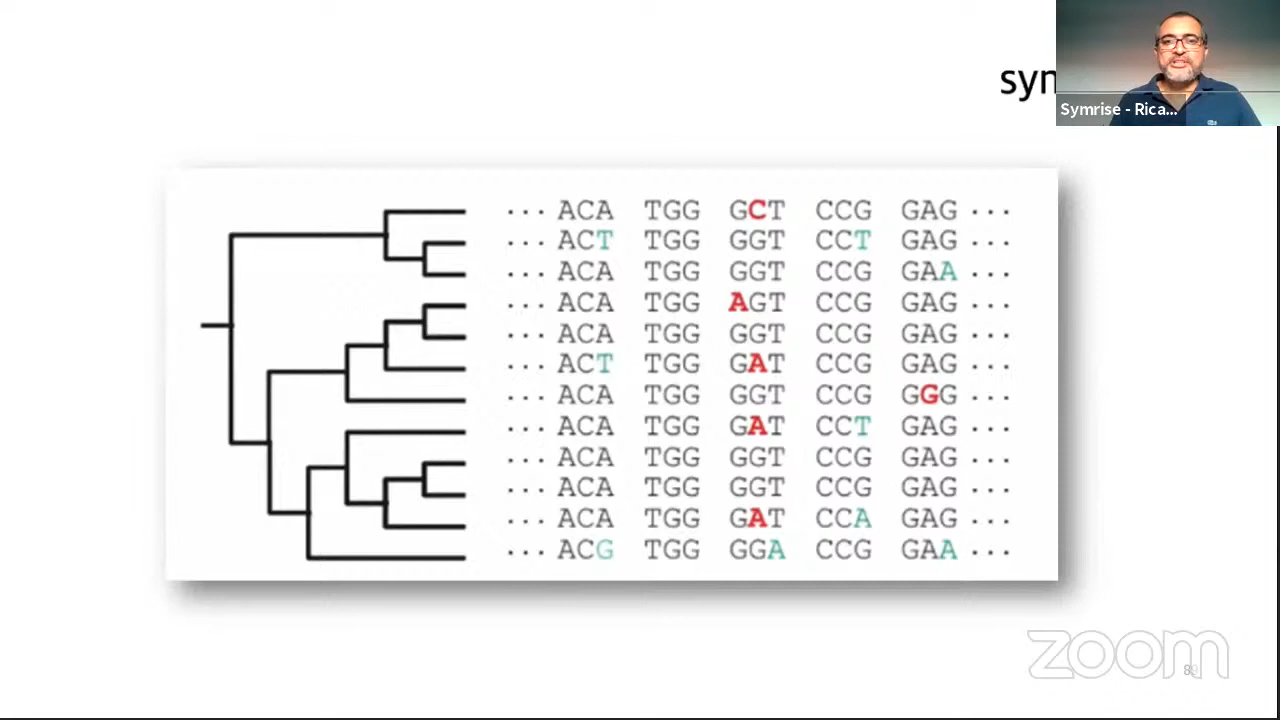 syn
Symrise - Rica...
... ACA TGG GCT CCG GAG ...
... ACT TGG GGT CCT GAG ...
... ACA TGG GGT CCG GAA ...
... ACA TGG AGT CCG GAG ...
... ACA TGG GGT CCG GAG ...
... ACT TGG GAT CCG GAG ...
... ACA TGG GGT CCG GGG ...
... ACA TGG GAT CCT GAG ...
... ACA TGG GGT CCG GAG ...
... ACA TGG GGT CCG GAG ...
... ACA TGG GAT CCA GAG ...
... ACG TGG GGA CCG GAA ...
zoom